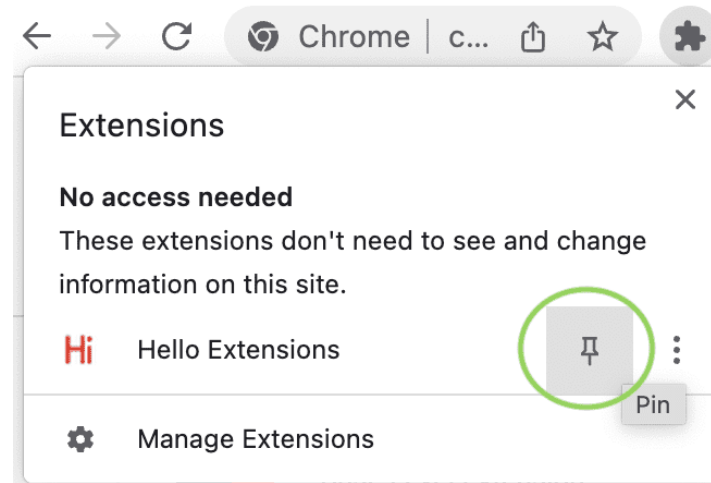 Chrome | c...
Extensions
No access needed
These extensions don't need to see and change
information on this site.
Hi Hello Extensions
Pin
Manage Extensions